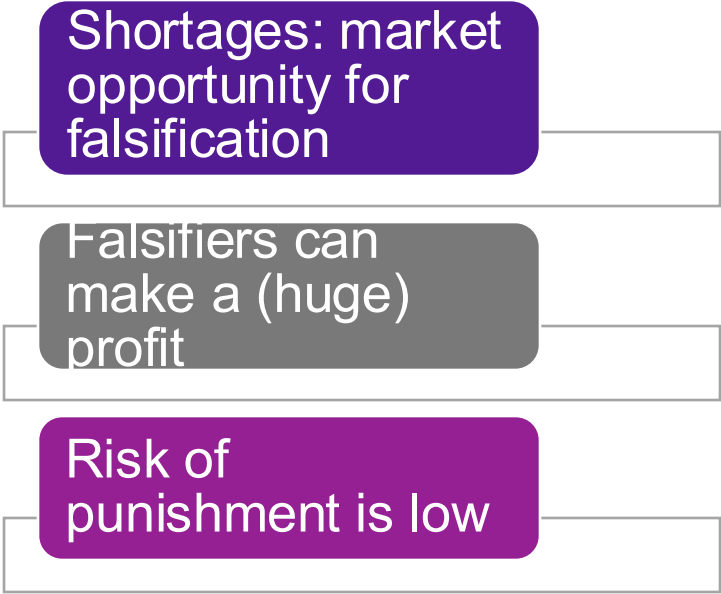 Shortages: market
opportunity for
falsification
Falsifiers can
make a (huge)
profit
Risk of
punishment is low